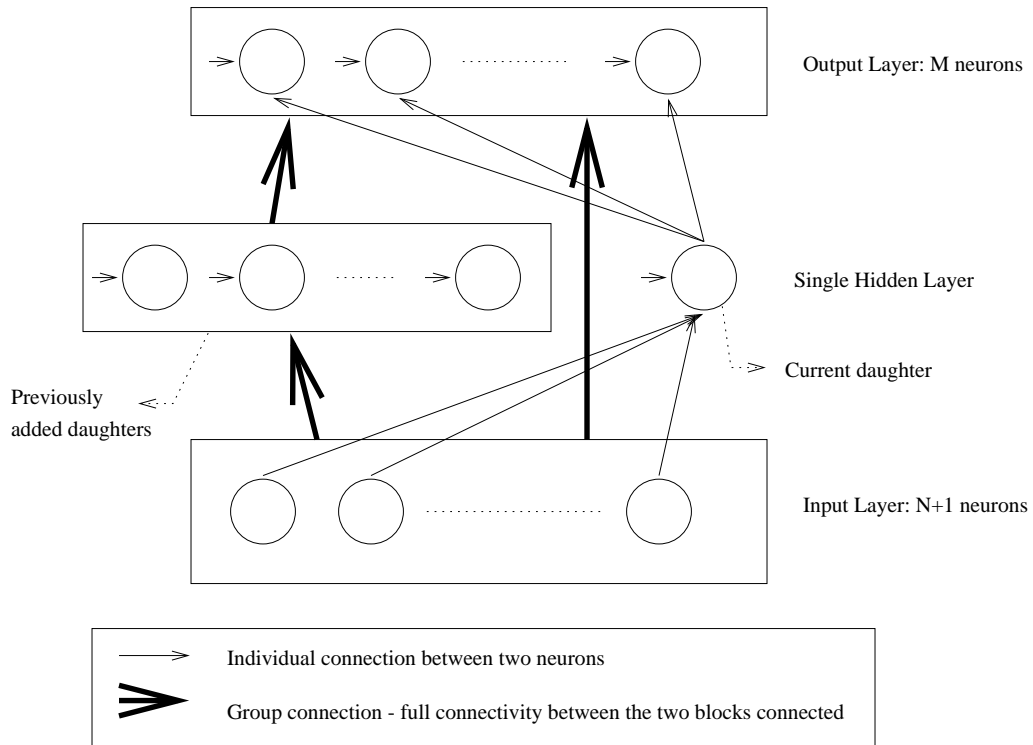 Output Layer: M neurons
Single Hidden Layer
Current daughter
Previously
added daughters
Input Layer: N+1 neurons
Individual connection between two neurons
Group connection - full connectivity between the two blocks connected